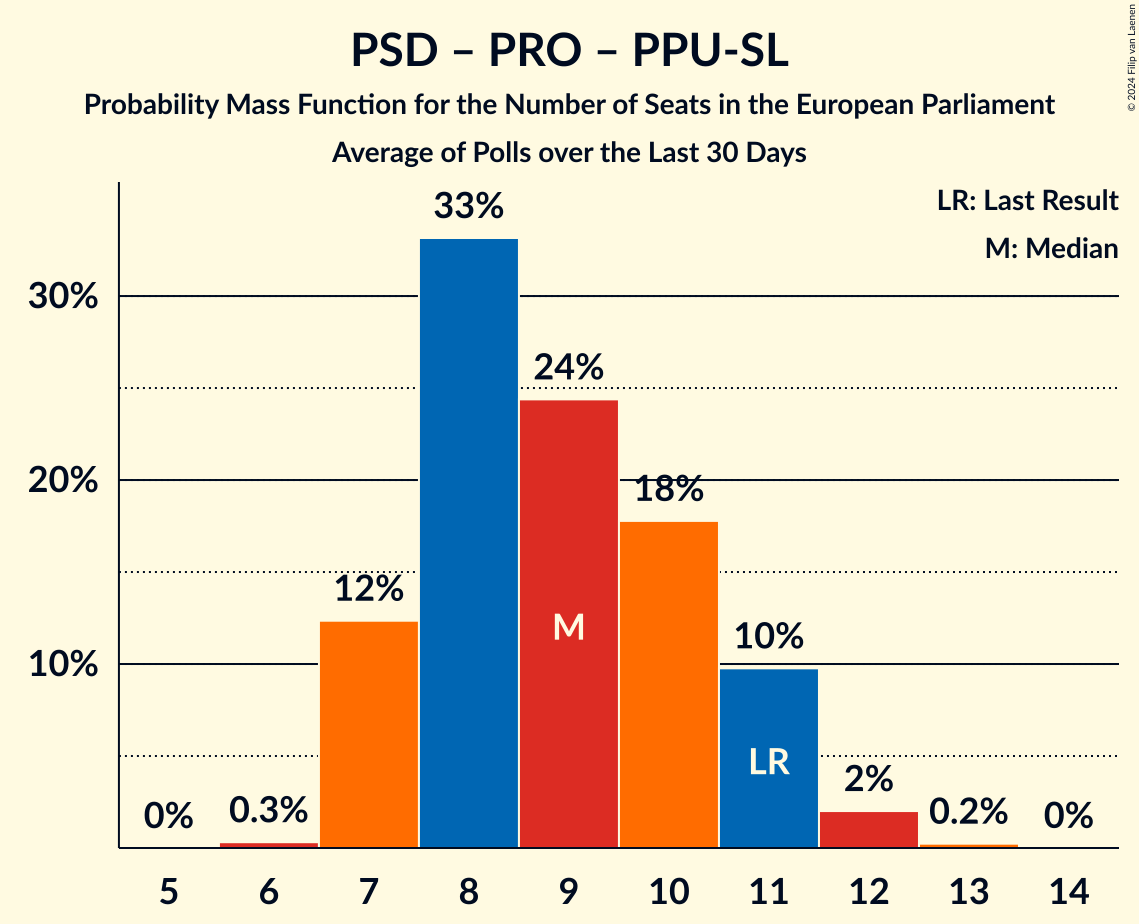 PSD – PRO – PPU-SL
Probability Mass Function for the Number of Seats in the European Parliament
Average of Polls over the Last 30 Days
© 2024 Filip van Laenen
LR: Last Result
M: Median
33%
30%
24%
20%
18%
12%
M
10%
10%
LR
2%
0%
0.3%
0.2%
0%
5 6 7 8 9 10 11 12 13 14